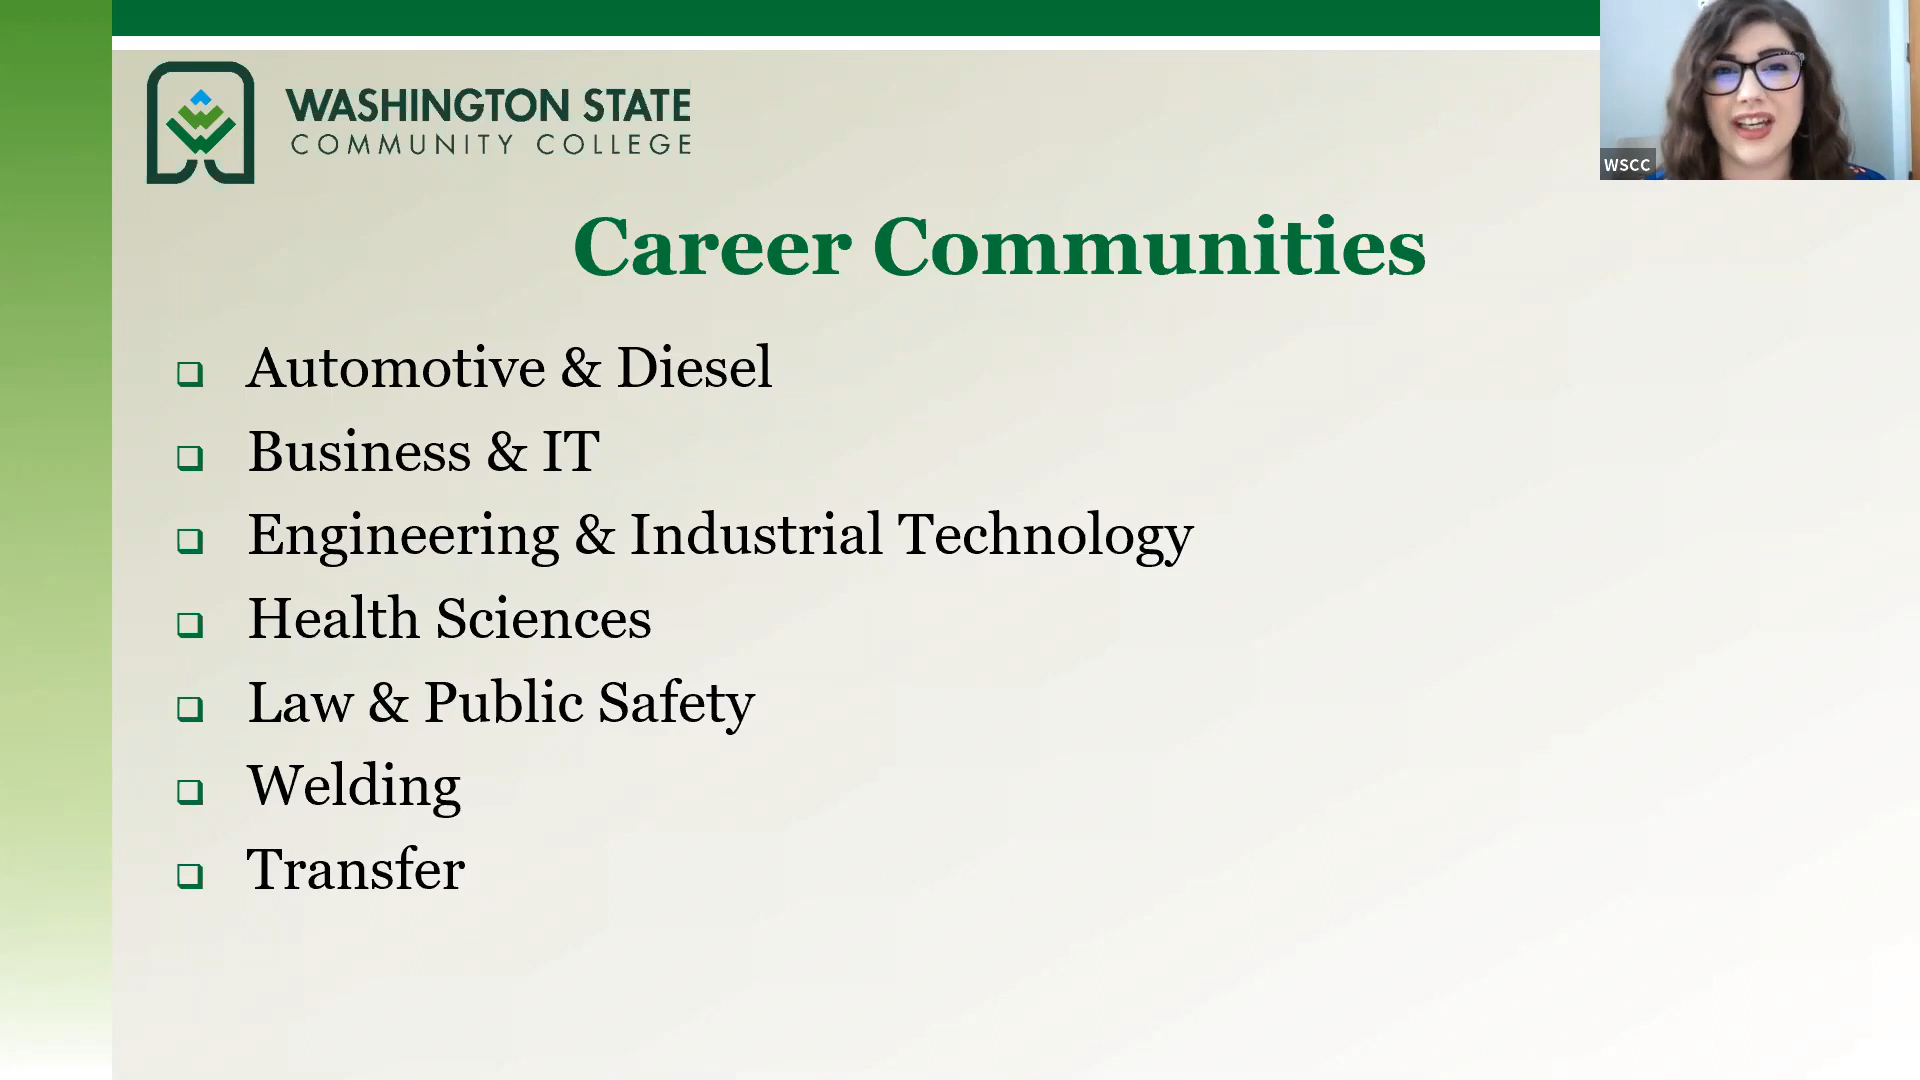 WASHINGTON STATE
COMMUNITY COLLEGE
WSCC
Career Communities
Automotive & Diesel
Business & IT
Engineering & Industrial Technology
Health Sciences
Law & Public Safety
Welding
Transfer